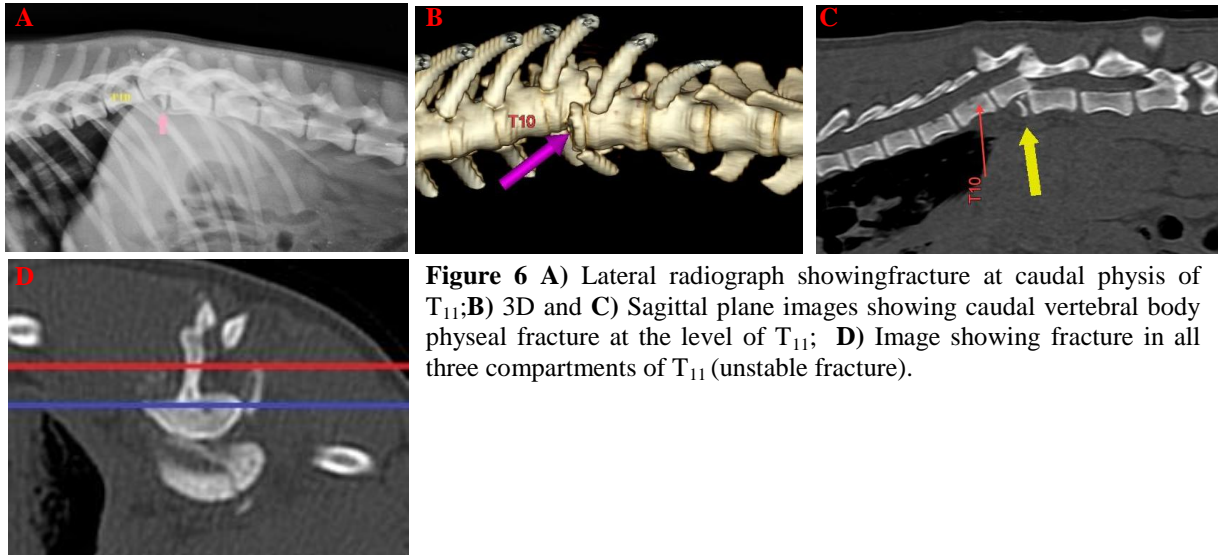 A
B
C
T10
T10
D
Figure 6 A) Lateral radiograph showingfracture at caudal physis of
T₁₁;B) 3D and C) Sagittal plane images showing caudal vertebral body
physeal fracture at the level of T₁₁; D) Image showing fracture in all
three compartments of T₁₁ (unstable fracture).